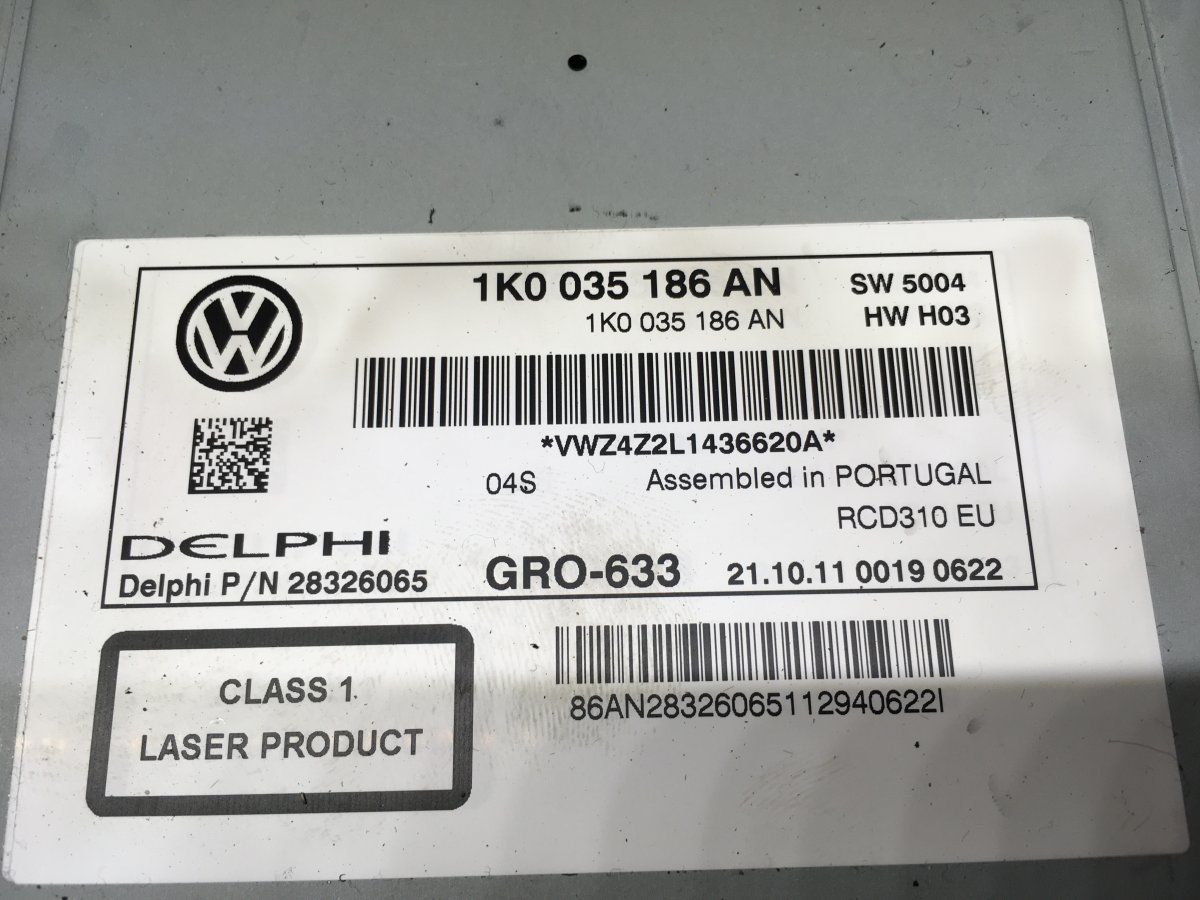 1K0 035 186 AN SW 5004
1K0 035 186 AN HW H03
*VWZ4Z2L1436620A*
04S Assembled in PORTUGAL
RCD310 EU
DELPHI
Delphi P/N 28326065 GRO-633 21.10.11 0019 0622
CLASS 1
LASER PRODUCT
86AN28326065112940622I